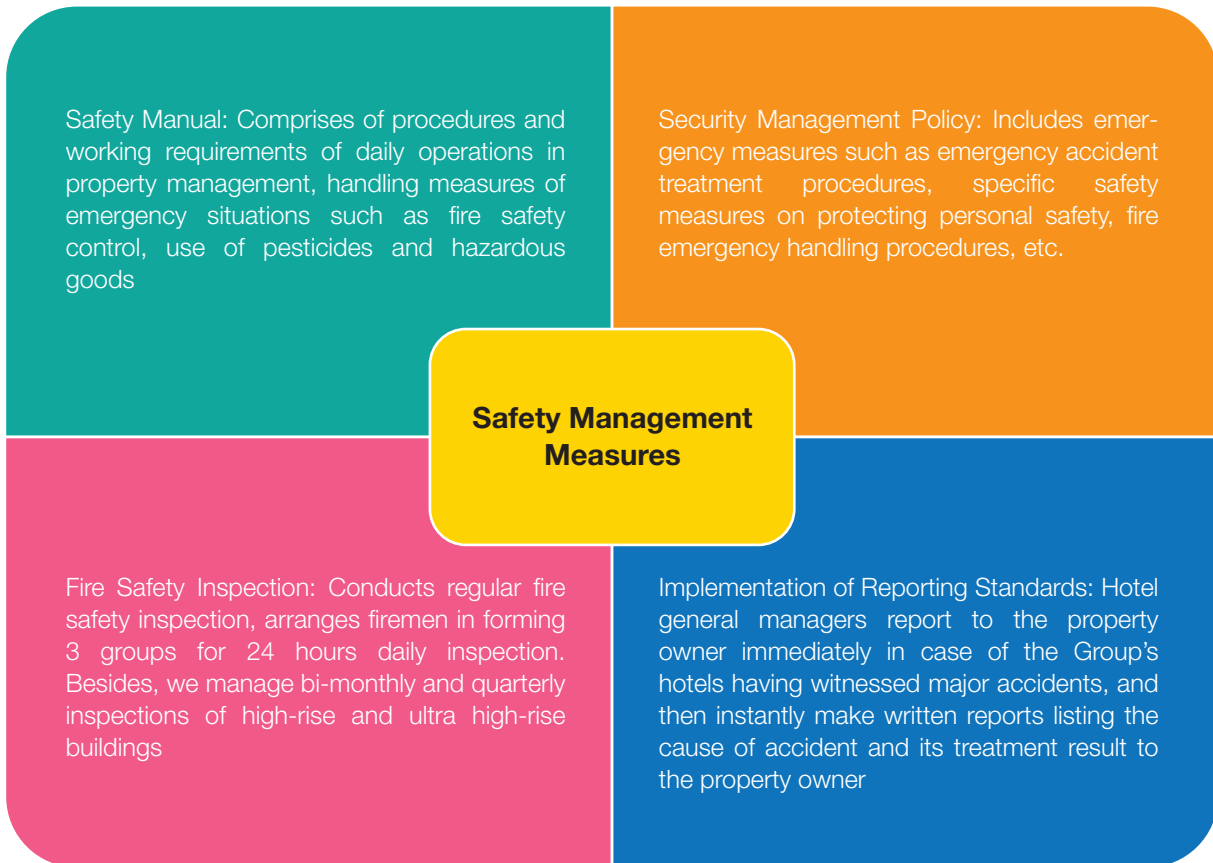 Safety Manual: Comprises of procedures and
working requirements of daily operations in
property management, handling measures of
emergency situations such as fire safety
control, use of pesticides and hazardous
goods
Security Management Policy: Includes emer-
gency measures such as emergency accident
treatment procedures, specific safety
measures on protecting personal safety, fire
emergency handling procedures, etc.
Safety Management
Measures
Fire Safety Inspection: Conducts regular fire
safety inspection, arranges firemen in forming
3 groups for 24 hours daily inspection.
Besides, we manage bi-monthly and quarterly
inspections of high-rise and ultra high-rise
buildings
Implementation of Reporting Standards: Hotel
general managers report to the property
owner immediately in case of the Group’s
hotels having witnessed major accidents, and
then instantly make written reports listing the
cause of accident and its treatment result to
the property owner